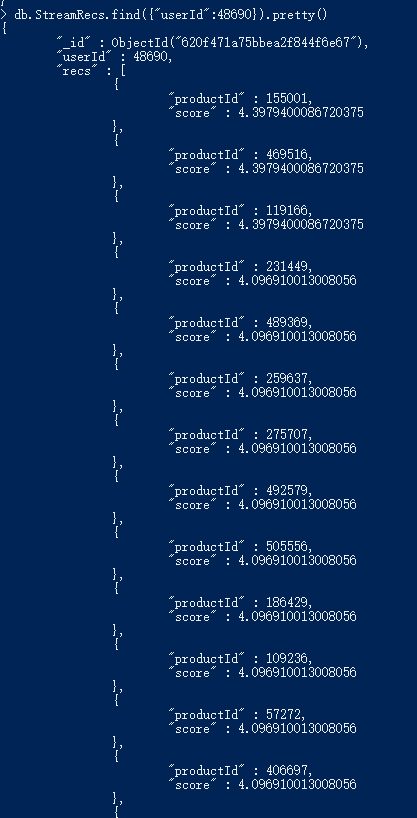 > db.StreamRecs.find({"userId":48690}).pretty()
{
"_id" : ObjectId("620f471a75bbea2f844f6e67"),
"userId" : 48690,
"recs" : [
{
"productId" : 155001,
"score" : 4.3979400086720375
},
{
"productId" : 469516,
"score" : 4.3979400086720375
},
{
"productId" : 119166,
"score" : 4.3979400086720375
},
{
"productId" : 231449,
"score" : 4.096910013008056
},
{
"productId" : 489369,
"score" : 4.096910013008056
},
{
"productId" : 259637,
"score" : 4.096910013008056
},
{
"productId" : 275707,
"score" : 4.096910013008056
},
{
"productId" : 492579,
"score" : 4.096910013008056
},
{
"productId" : 505556,
"score" : 4.096910013008056
},
{
"productId" : 186429,
"score" : 4.096910013008056
},
{
"productId" : 109236,
"score" : 4.096910013008056
},
{
"productId" : 57272,
"score" : 4.096910013008056
},
{
"productId" : 406697,
"score" : 4.096910013008056
},
{